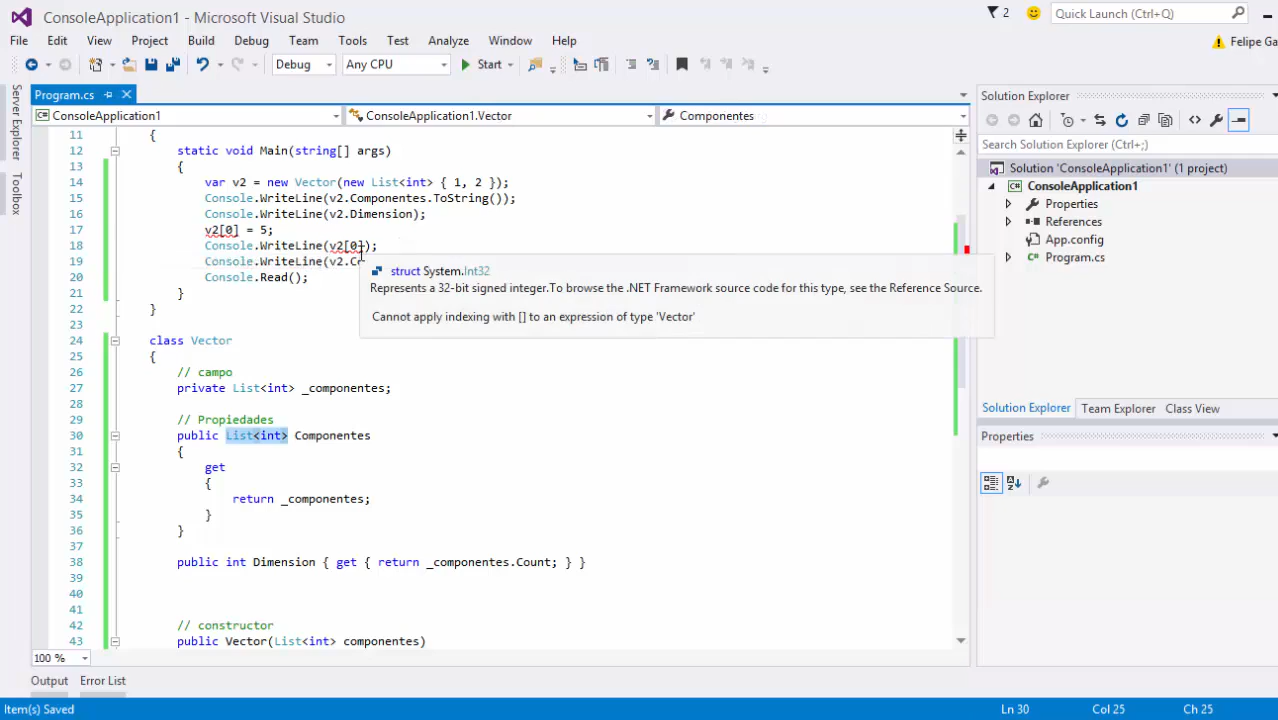 ConsoleApplication1 - Microsoft Visual Studio
2
Quick Launch (Ctrl+Q)
File Edit View Project Build Debug Team Tools Test Analyze Window Help
Felipe Ga
Debug Any CPU Start
Server Explorer
Toolbox
Program.cs
ConsoleApplication1 ConsoleApplication1.Vector Componentes
11 {
12 static void Main(string[] args)
13 {
14 var v2 = new Vector(new List<int> { 1, 2 });
15 Console.WriteLine(v2.Componentes.ToString());
16 Console.WriteLine(v2.Dimension);
17 v2[0] = 5;
18 Console.WriteLine(v2[0]);
19 Console.WriteLine(v2.Co
20 Console.Read();
21 }
22 }
23
24 class Vector
25 {
26 // campo
27 private List<int> _componentes;
28
29 // Propiedades
30 public List<int> Componentes
31 {
32 get
33 {
34 return _componentes;
35 }
36 }
37
38 public int Dimension { get { return _componentes.Count; } }
39
40
41
42 // constructor
43 public Vector(List<int> componentes)
struct System.Int32
Represents a 32-bit signed integer.To browse the .NET Framework source code for this type, see the Reference Source.
Cannot apply indexing with [] to an expression of type 'Vector'
100 %
Solution Explorer
Search Solution Explorer (Ctrl+;)
Solution 'ConsoleApplication1' (1 project)
ConsoleApplication1
Properties
References
App.config
Program.cs
Solution Explorer Team Explorer Class View
Properties
Output Error List
Item(s) Saved Ln 30 Col 25 Ch 25